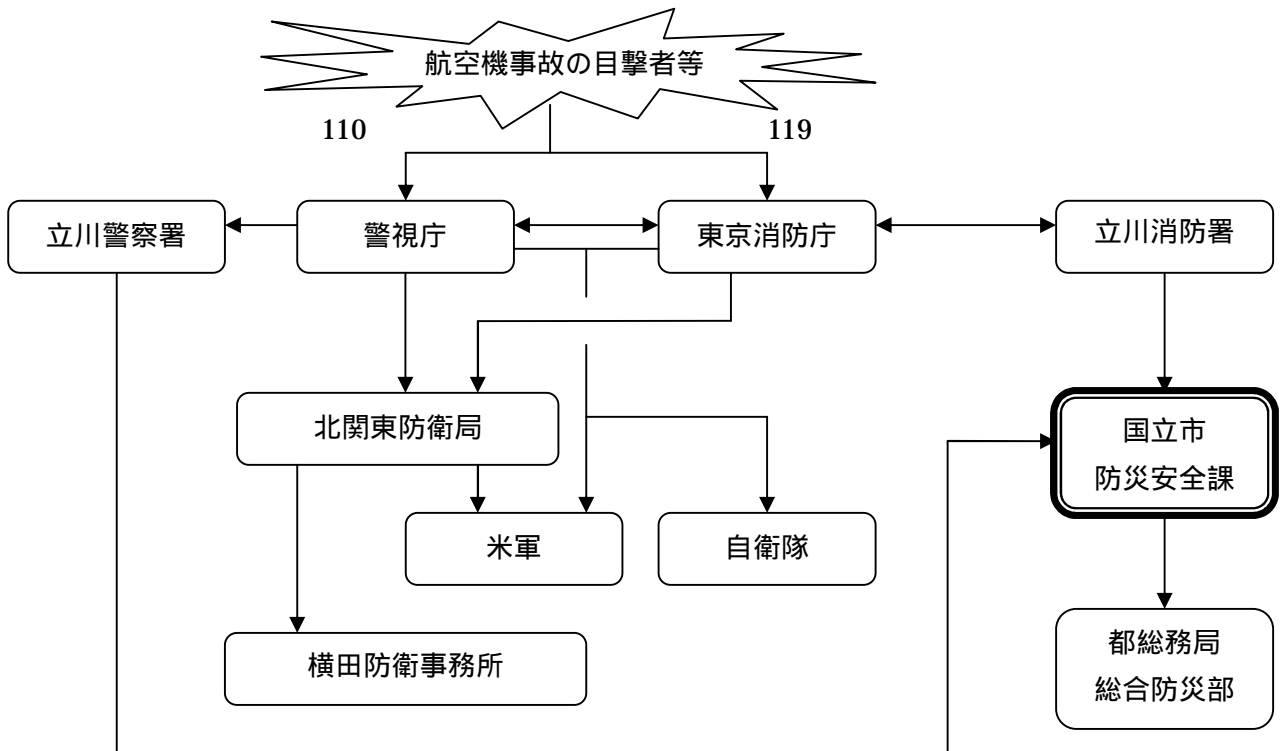 航空機事故の目撃者等
110
119
立川警察署
警視庁
東京消防庁
立川消防署
北関東防衛局
国立市
防災安全課
米軍
自衛隊
横田防衛事務所
都総務局
総合防災部